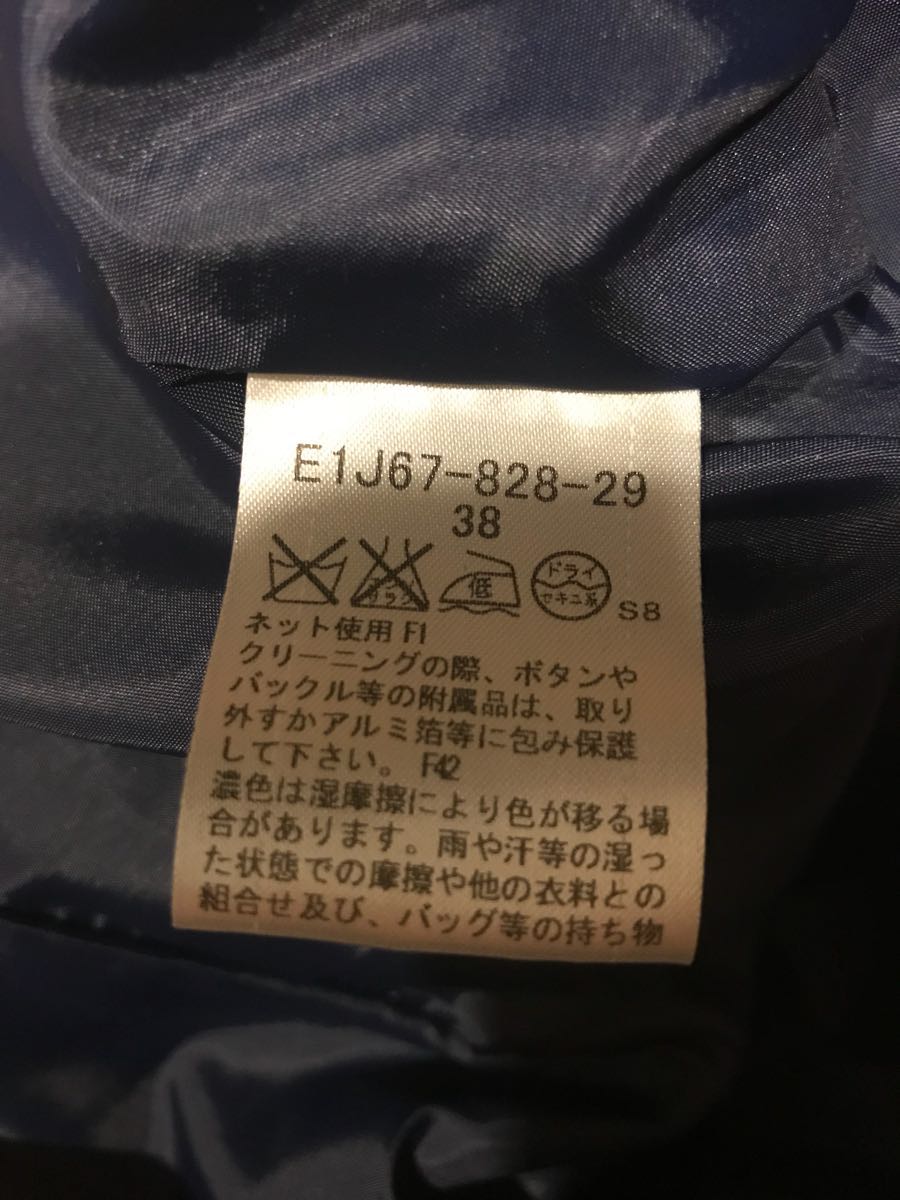 E1J67-828-29
38
低
ドライ
セキユ系
S8
ネット使用 F1
クリーニングの際、ボタンや
バックル等の附属品は、取り
外すかアルミ箔等に包み保護
して下さい。 F42
濃色は湿摩擦により色が移る場
合があります。雨や汗等の湿っ
た状態での摩擦や他の衣料との
組合せ及び、バッグ等の持ち物